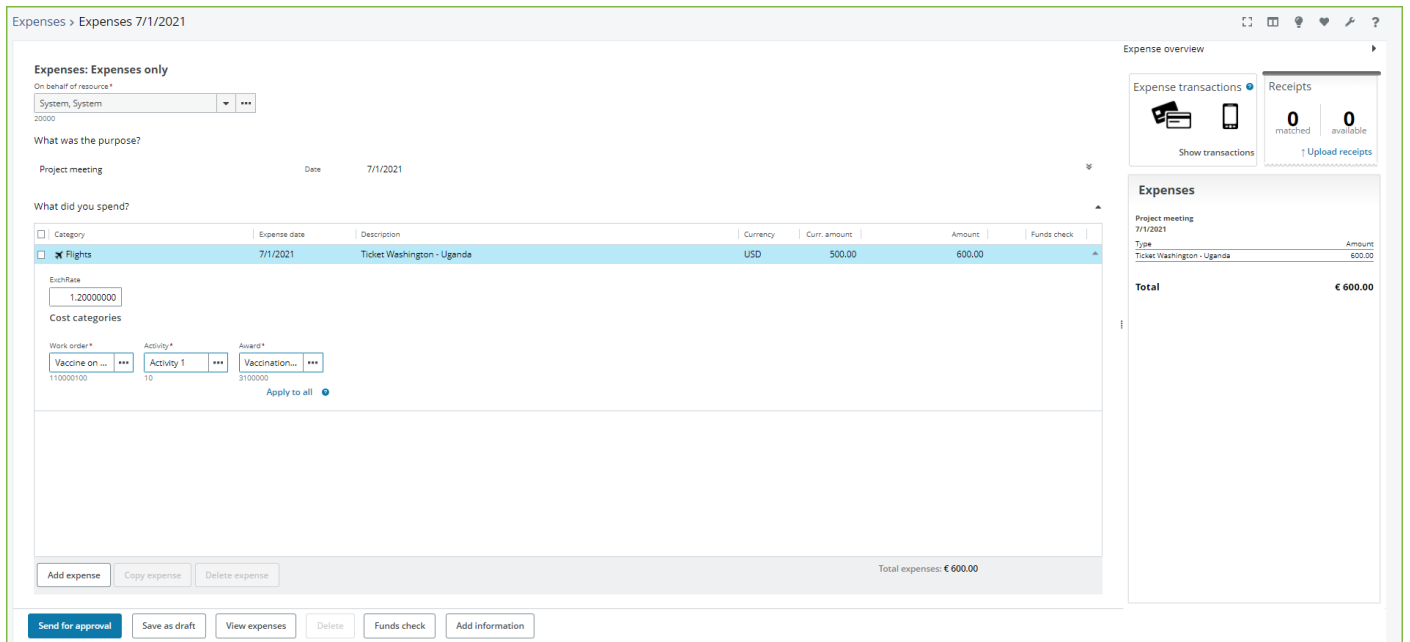 Expenses > Expenses 7/1/2021
?
Expenses: Expenses only
On behalf of resource*
System, System
20000
What was the purpose?
Project meeting Date 7/1/2021
What did you spend?
Category Expense date Description Currency Curr. amount Amount Funds check
Flights 7/1/2021 Ticket Washington - Uganda USD 500.00 600.00
ExchRate
1.20000000
Cost categories
Work order* Activity* Award*
Vaccine on ... Activity 1 Vaccination...
110000100 10 3100000
Apply to all ?
Add expense Copy expense Delete expense Total expenses: € 600.00
Send for approval Save as draft View expenses Delete Funds check Add information
Expense overview
Expense transactions ?
Show transactions
Receipts
0 0
matched available
↑ Upload receipts
Expenses
Project meeting
7/1/2021
Type Amount
Ticket Washington - Uganda 600.00
Total € 600.00